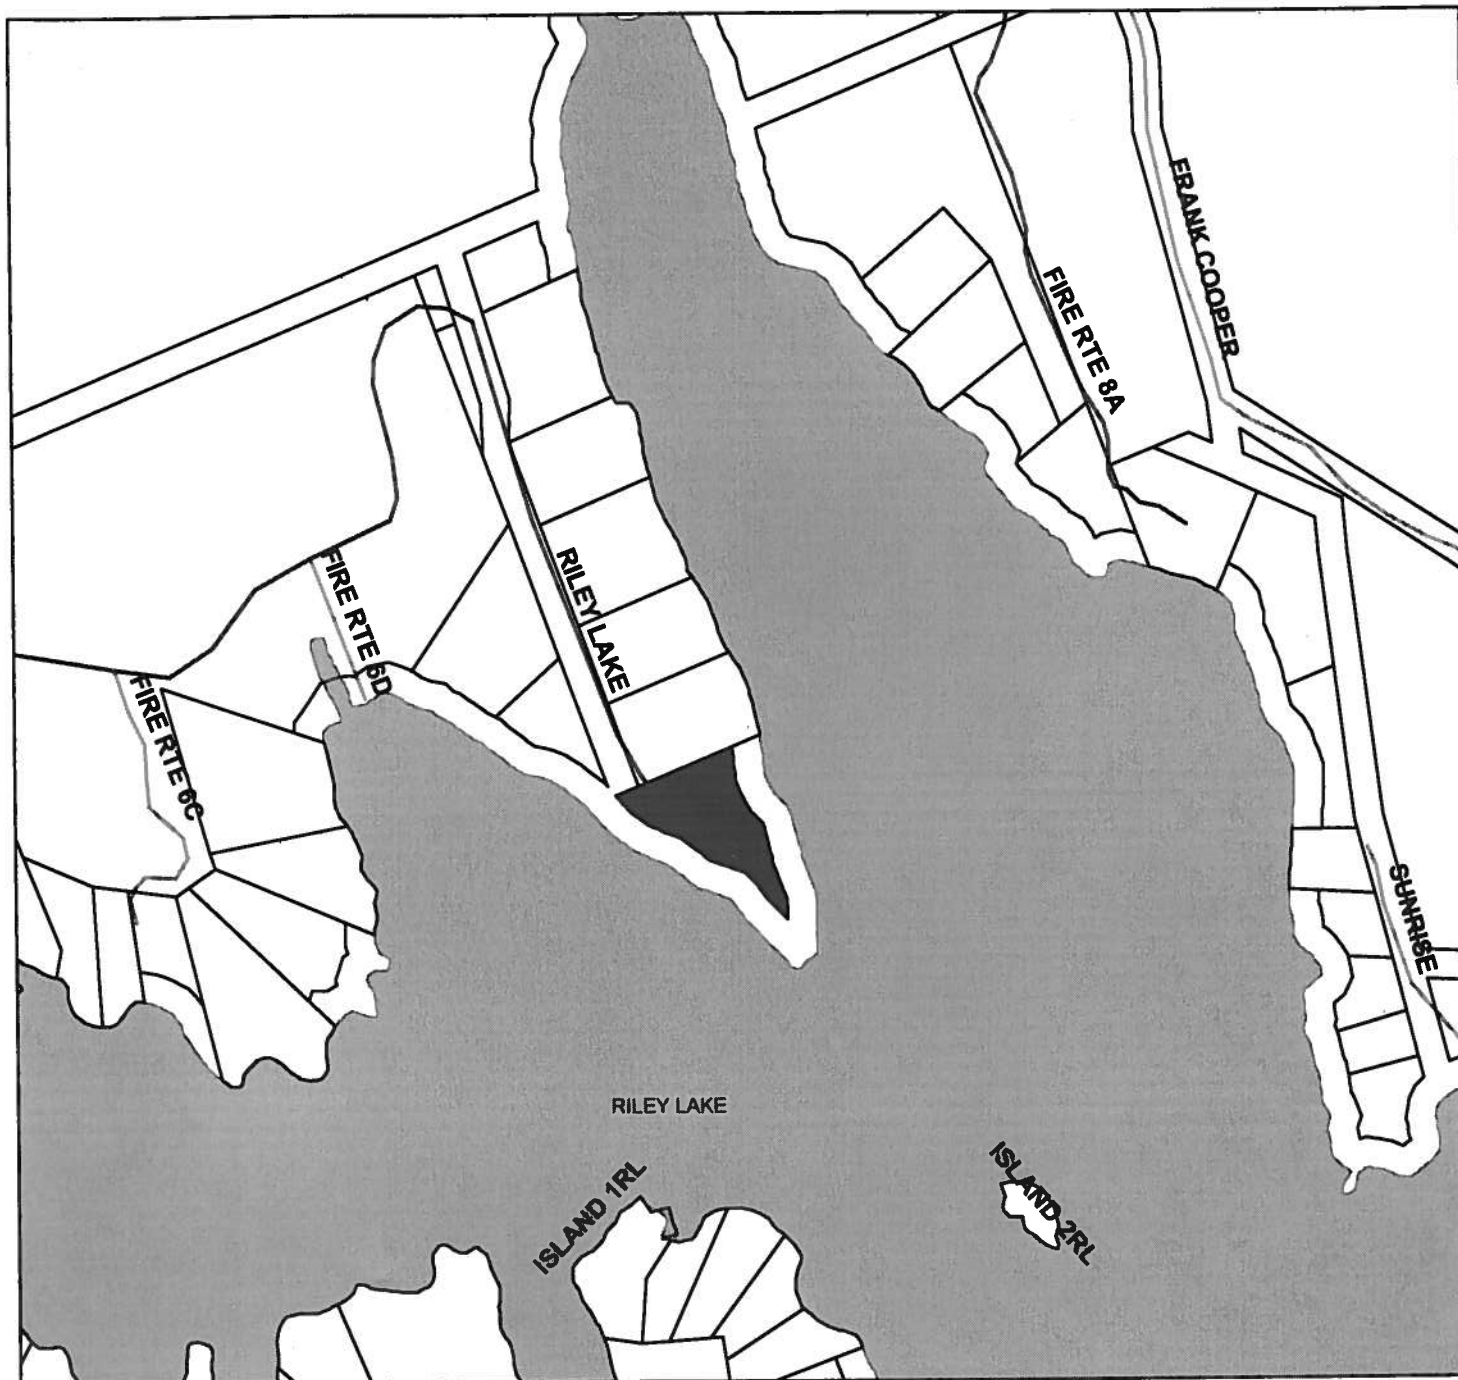 FRANK COOPER
FIRE RTE 8A
FIRE RTE 6D
RILEY LAKE
FIRE RTE 6C
SUNRISE
RILEY LAKE
ISLAND 1RL
ISLAND 2RL